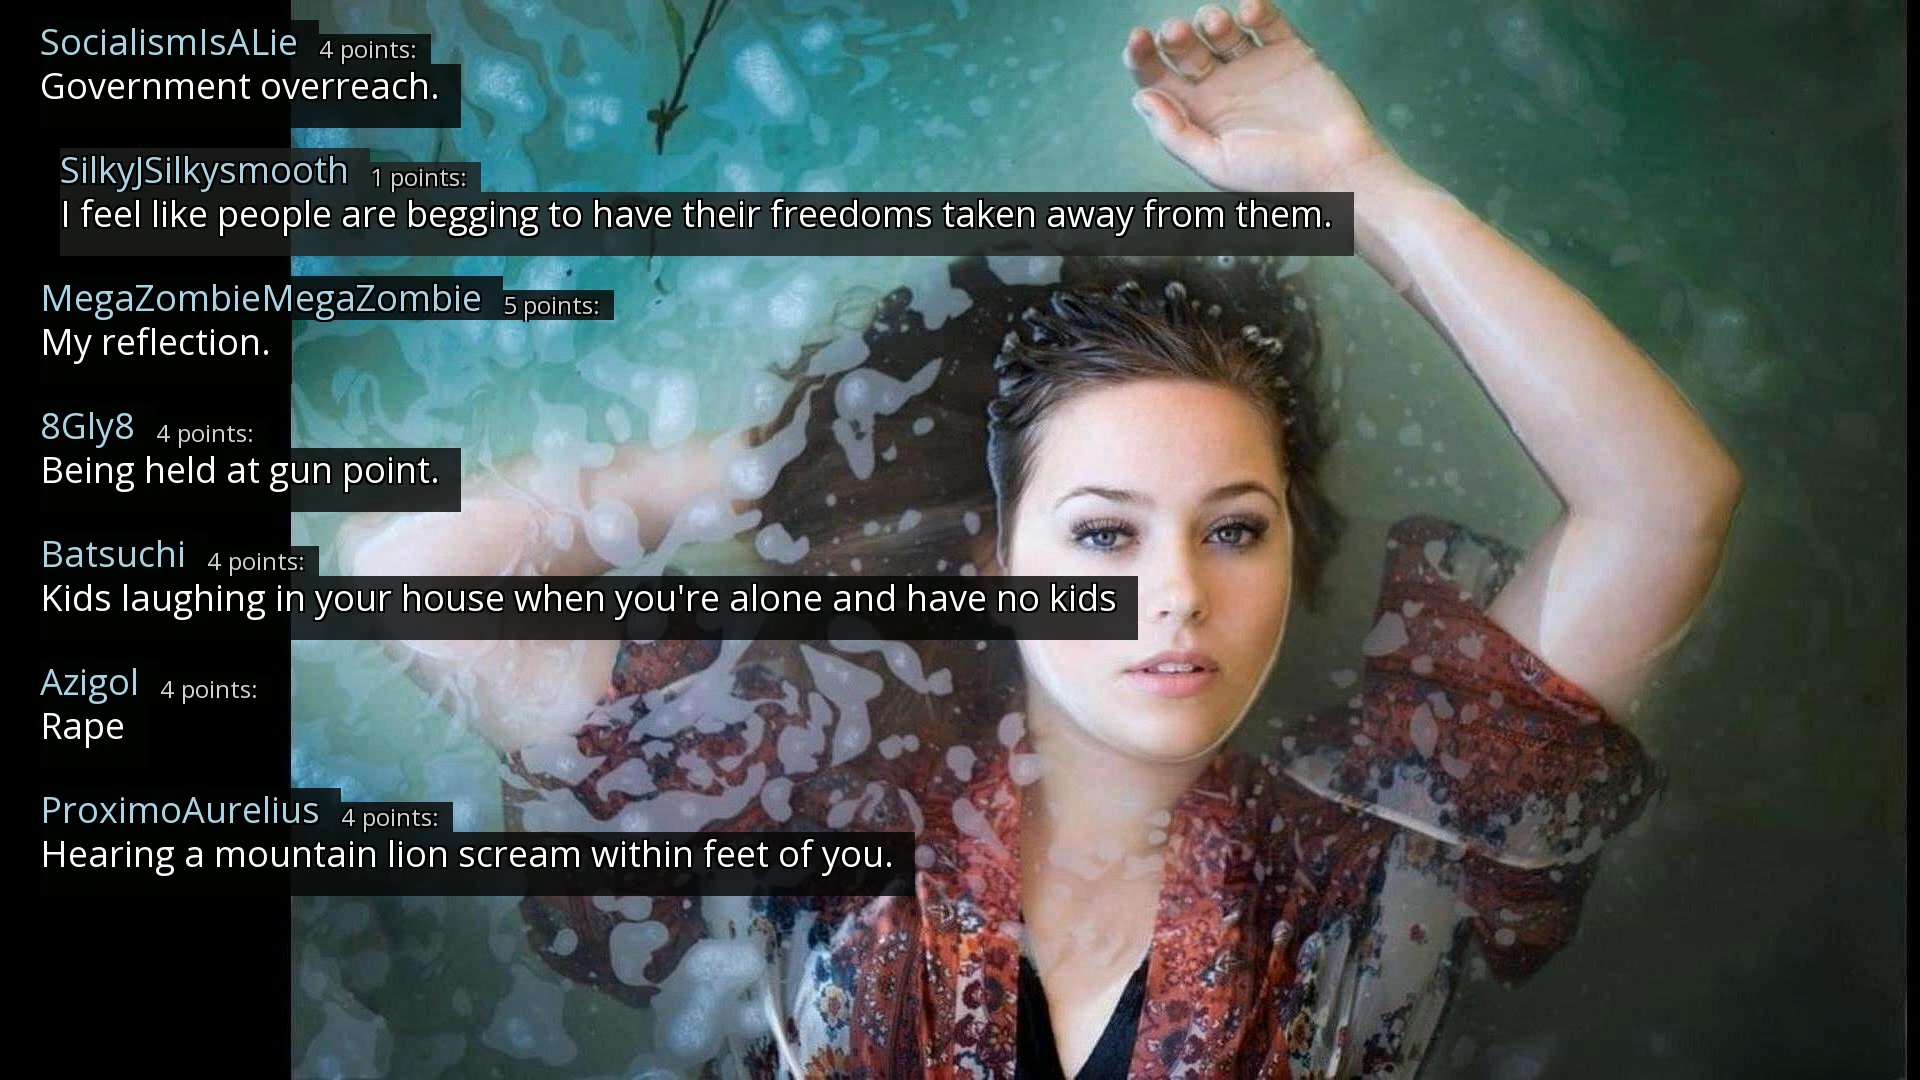 SocialismIsALie 4 points:
Government overreach.
SilkyJSilkysmooth 1 points:
I feel like people are begging to have their freedoms taken away from them.
MegaZombieMegaZombie 5 points:
My reflection.
8Gly8 4 points:
Being held at gun point.
Batsuchi 4 points:
Kids laughing in your house when you're alone and have no kids
Azigol 4 points:
Rape
ProximoAurelius 4 points:
Hearing a mountain lion scream within feet of you.